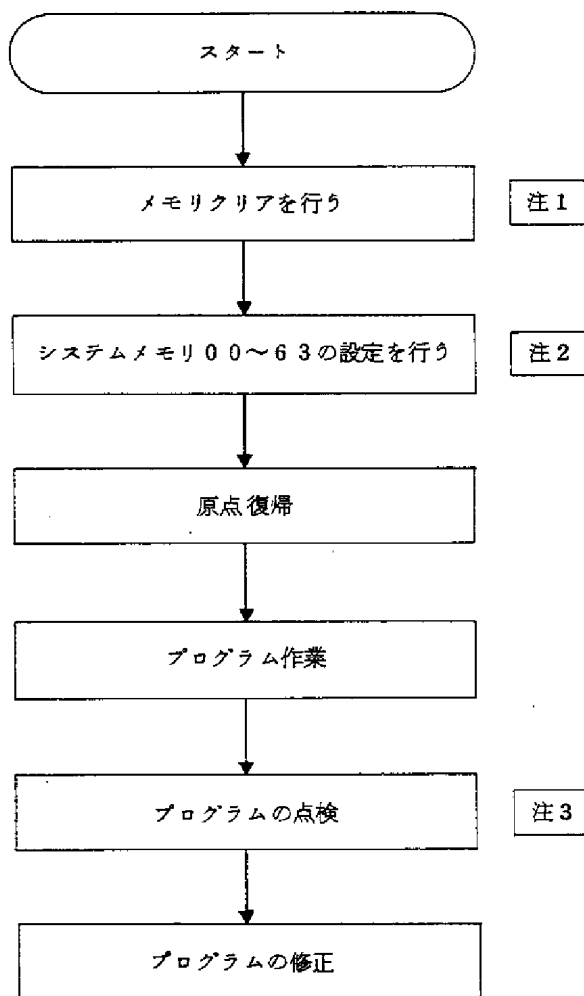 スタート
メモリクリアを行う
注1
システムメモリ00～63の設定を行う
注2
原点復帰
プログラム作業
プログラムの点検
注3
プログラムの修正